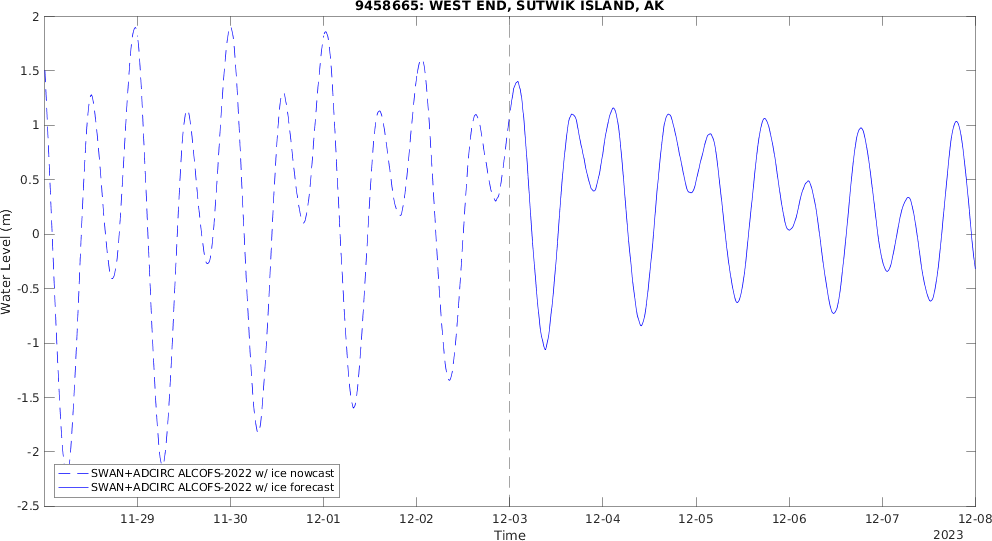 9458665: WEST END, SUTWIK ISLAND, AK
Water Level (m)
2
1.5
1
0.5
0
-0.5
-1
-1.5
-2
-2.5
SWAN+ADCIRC ALCOFS-2022 w/ ice nowcast
SWAN+ADCIRC ALCOFS-2022 w/ ice forecast
11-29 11-30 12-01 12-02 12-03 12-04 12-05 12-06 12-07 12-08
Time
2023